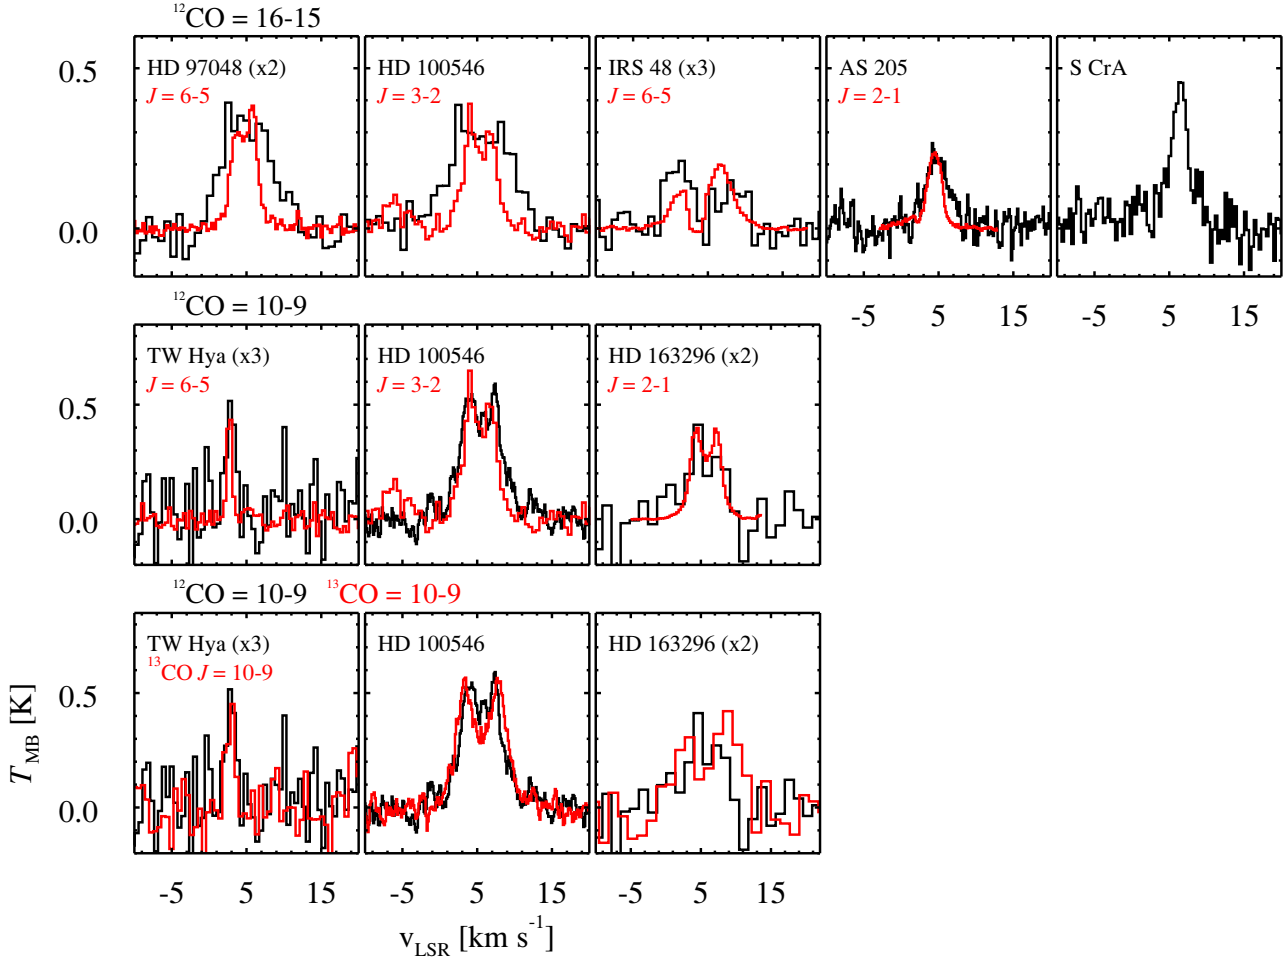 ¹²CO = 16-15
HD 97048 (x2)
J = 6-5
HD 100546
J = 3-2
IRS 48 (x3)
J = 6-5
AS 205
J = 2-1
S CrA
0.5
0.0
-5 5 15
-5 5 15
¹²CO = 10-9
TW Hya (x3)
J = 6-5
HD 100546
J = 3-2
HD 163296 (x2)
J = 2-1
0.5
0.0
¹²CO = 10-9 ¹³CO = 10-9
TW Hya (x3)
¹³CO J = 10-9
HD 100546
HD 163296 (x2)
0.5
0.0
T_MB [K]
-5 5 15
-5 5 15
-5 5 15
v_LSR [km s⁻¹]